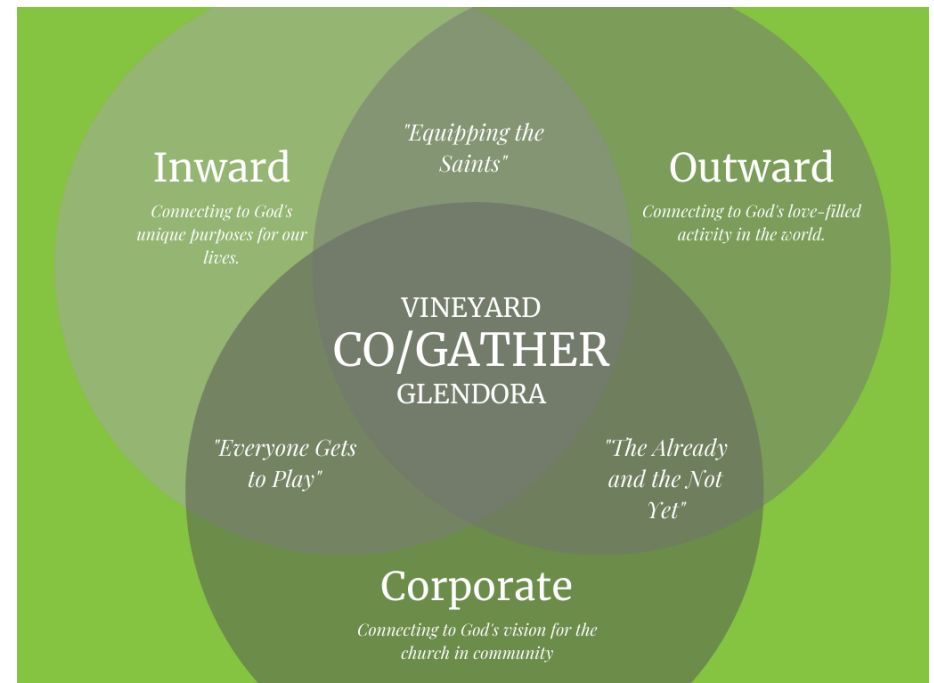 "Equipping the
Saints"
Inward
Connecting to God's
unique purposes for our
lives.
Outward
Connecting to God's love-filled
activity in the world.
VINEYARD
CO/GATHER
GLENDORA
"Everyone Gets
to Play"
"The Already
and the Not
Yet"
Corporate
Connecting to God's vision for the
church in community